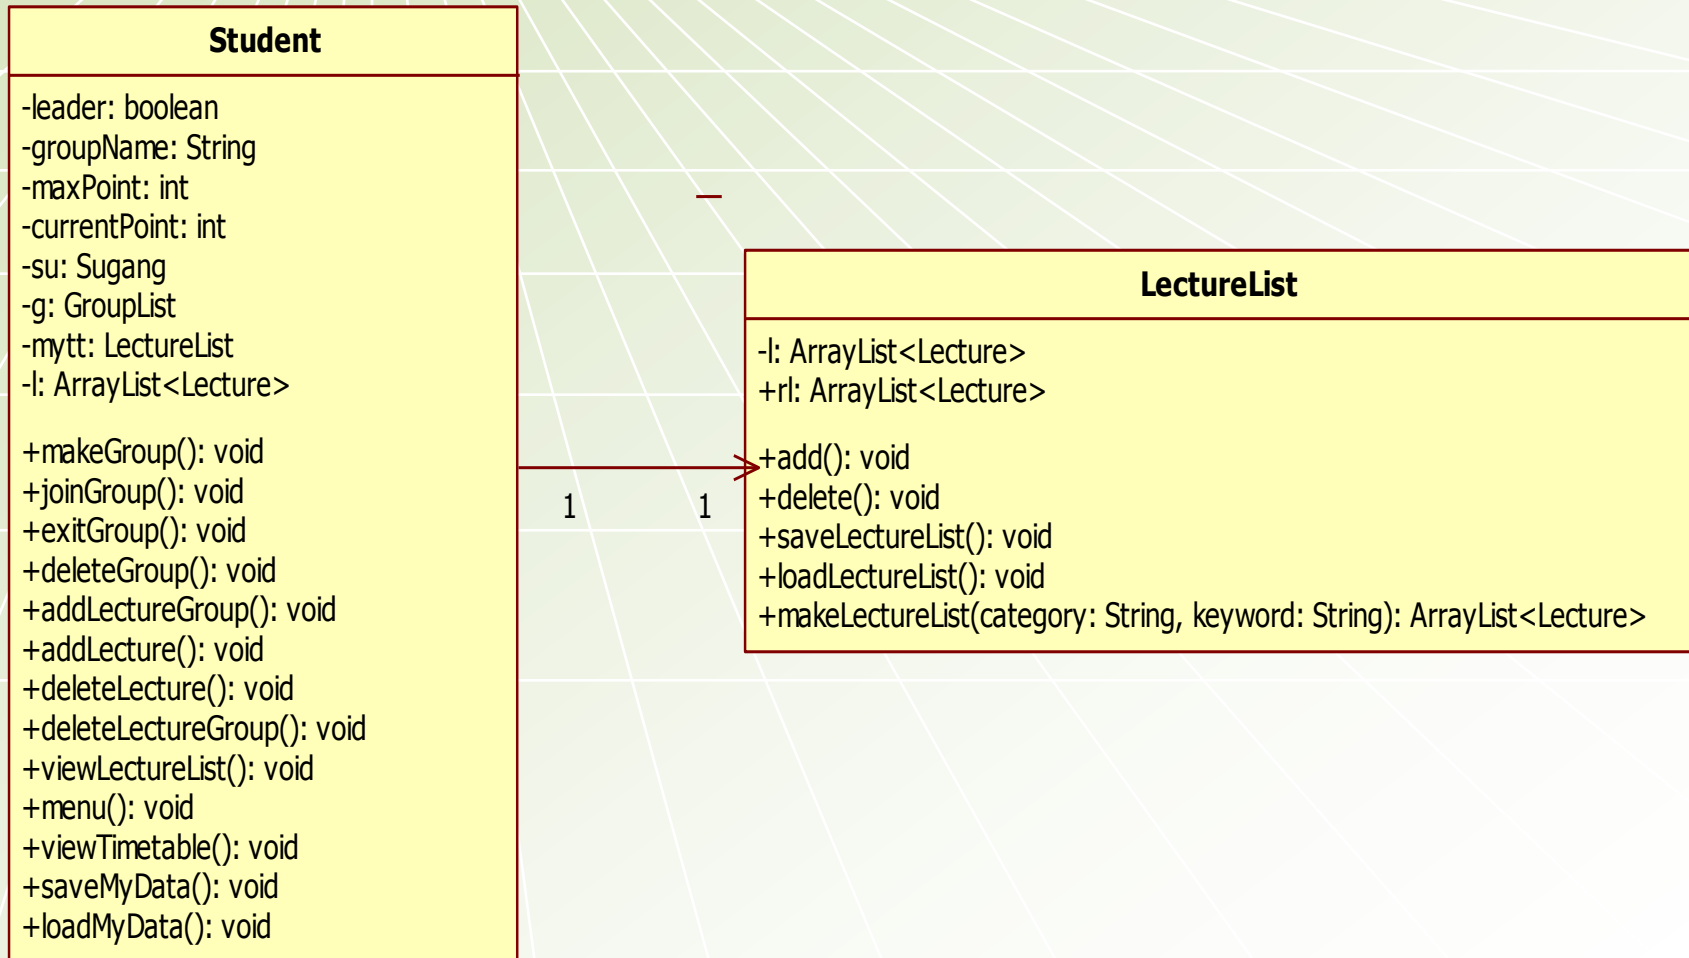 Student
-leader: boolean
-groupName: String
-maxPoint: int
-currentPoint: int
-su: Sugang
-g: GroupList
-mytt: LectureList
-l: ArrayList<Lecture>
+makeGroup(): void
+joinGroup(): void
+exitGroup(): void
+deleteGroup(): void
+addLectureGroup(): void
+addLecture(): void
+deleteLecture(): void
+deleteLectureGroup(): void
+viewLectureList(): void
+menu(): void
+viewTimetable(): void
+saveMyData(): void
+loadMyData(): void
1 1
LectureList
-l: ArrayList<Lecture>
+rl: ArrayList<Lecture>
+add(): void
+delete(): void
+saveLectureList(): void
+loadLectureList(): void
+makeLectureList(category: String, keyword: String): ArrayList<Lecture>